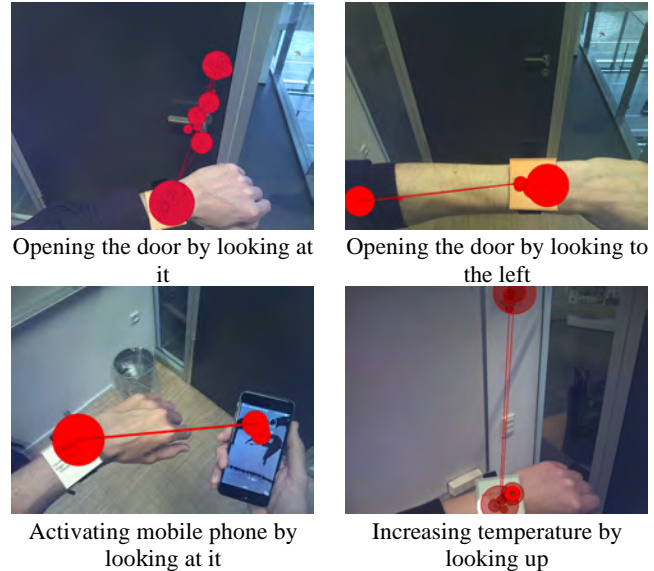 Opening the door by looking at
it
Opening the door by looking to
the left
Activating mobile phone by
looking at it
Increasing temperature by
looking up